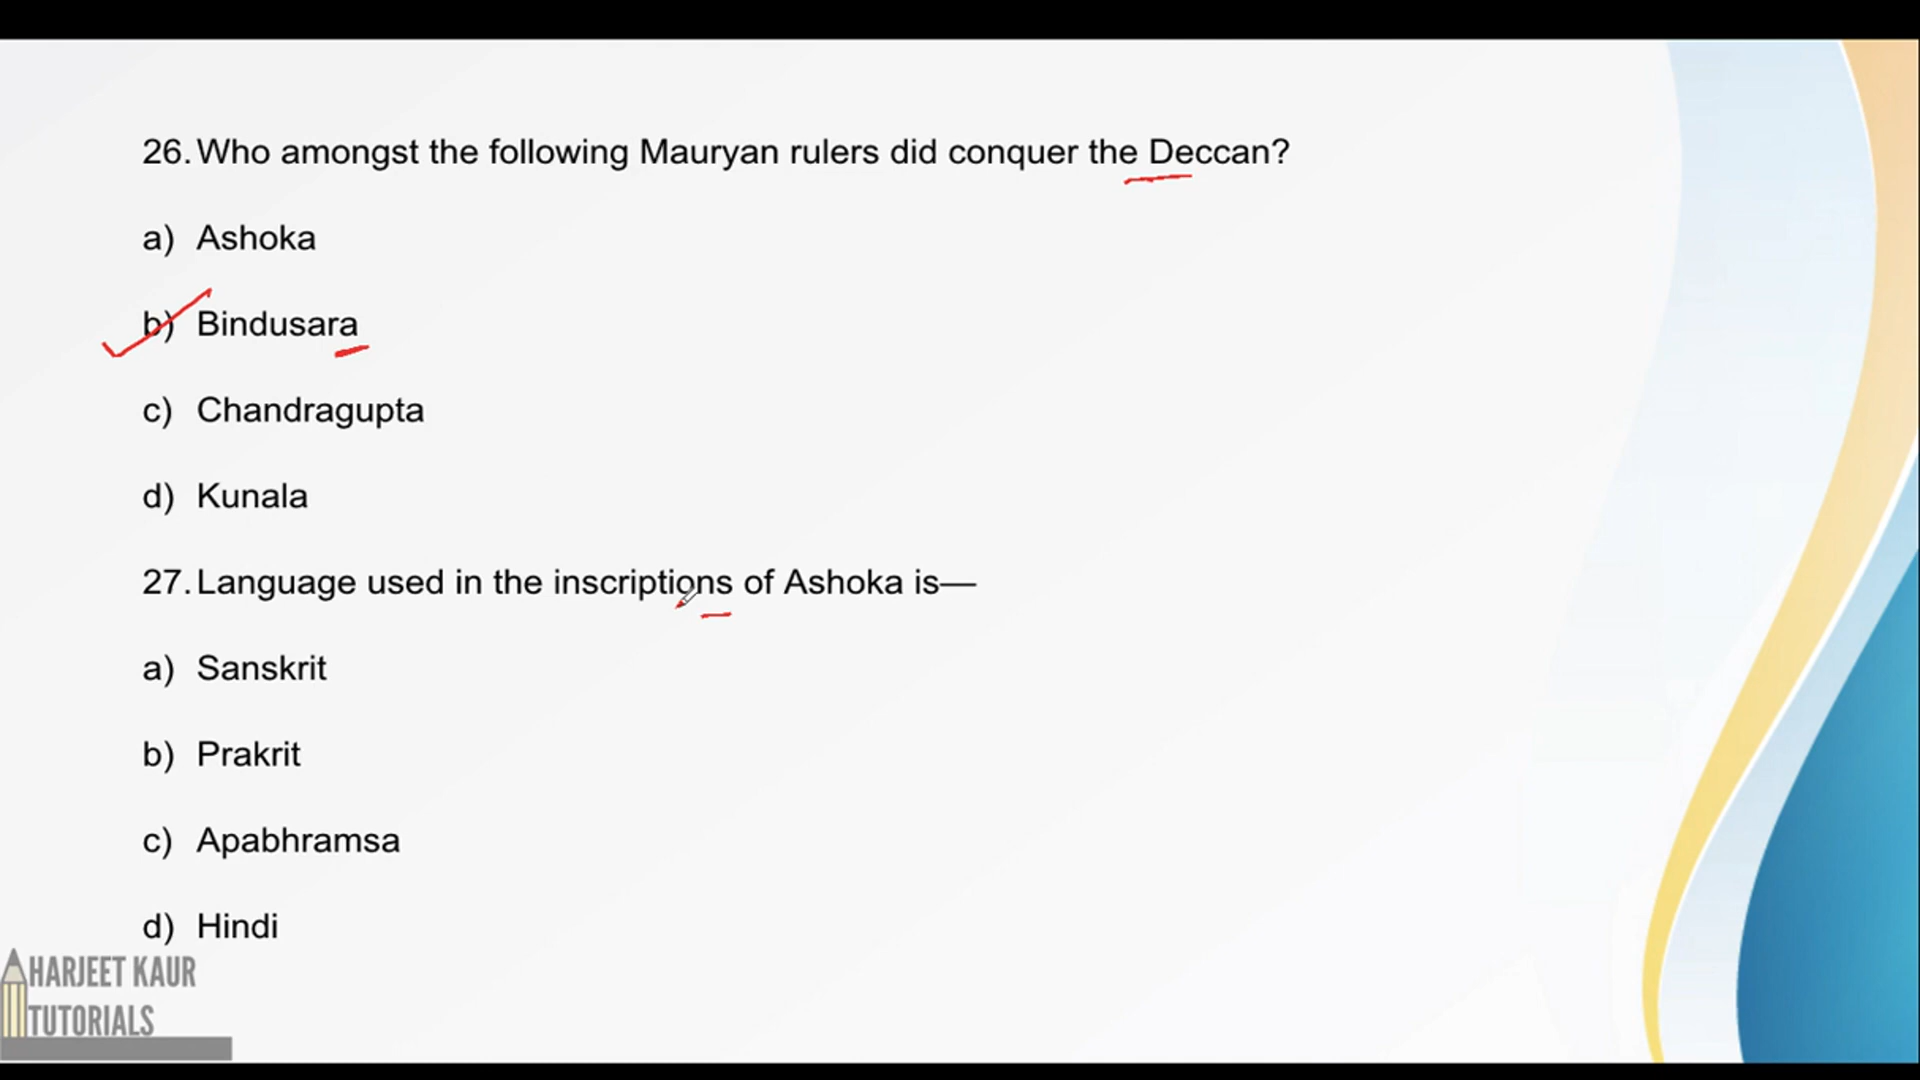 26. Who amongst the following Mauryan rulers did conquer the Deccan?
a) Ashoka
b) Bindusara
c) Chandragupta
d) Kunala
27. Language used in the inscriptions of Ashoka is—
a) Sanskrit
b) Prakrit
c) Apabhramsa
d) Hindi
HARJEET KAUR
TUTORIALS